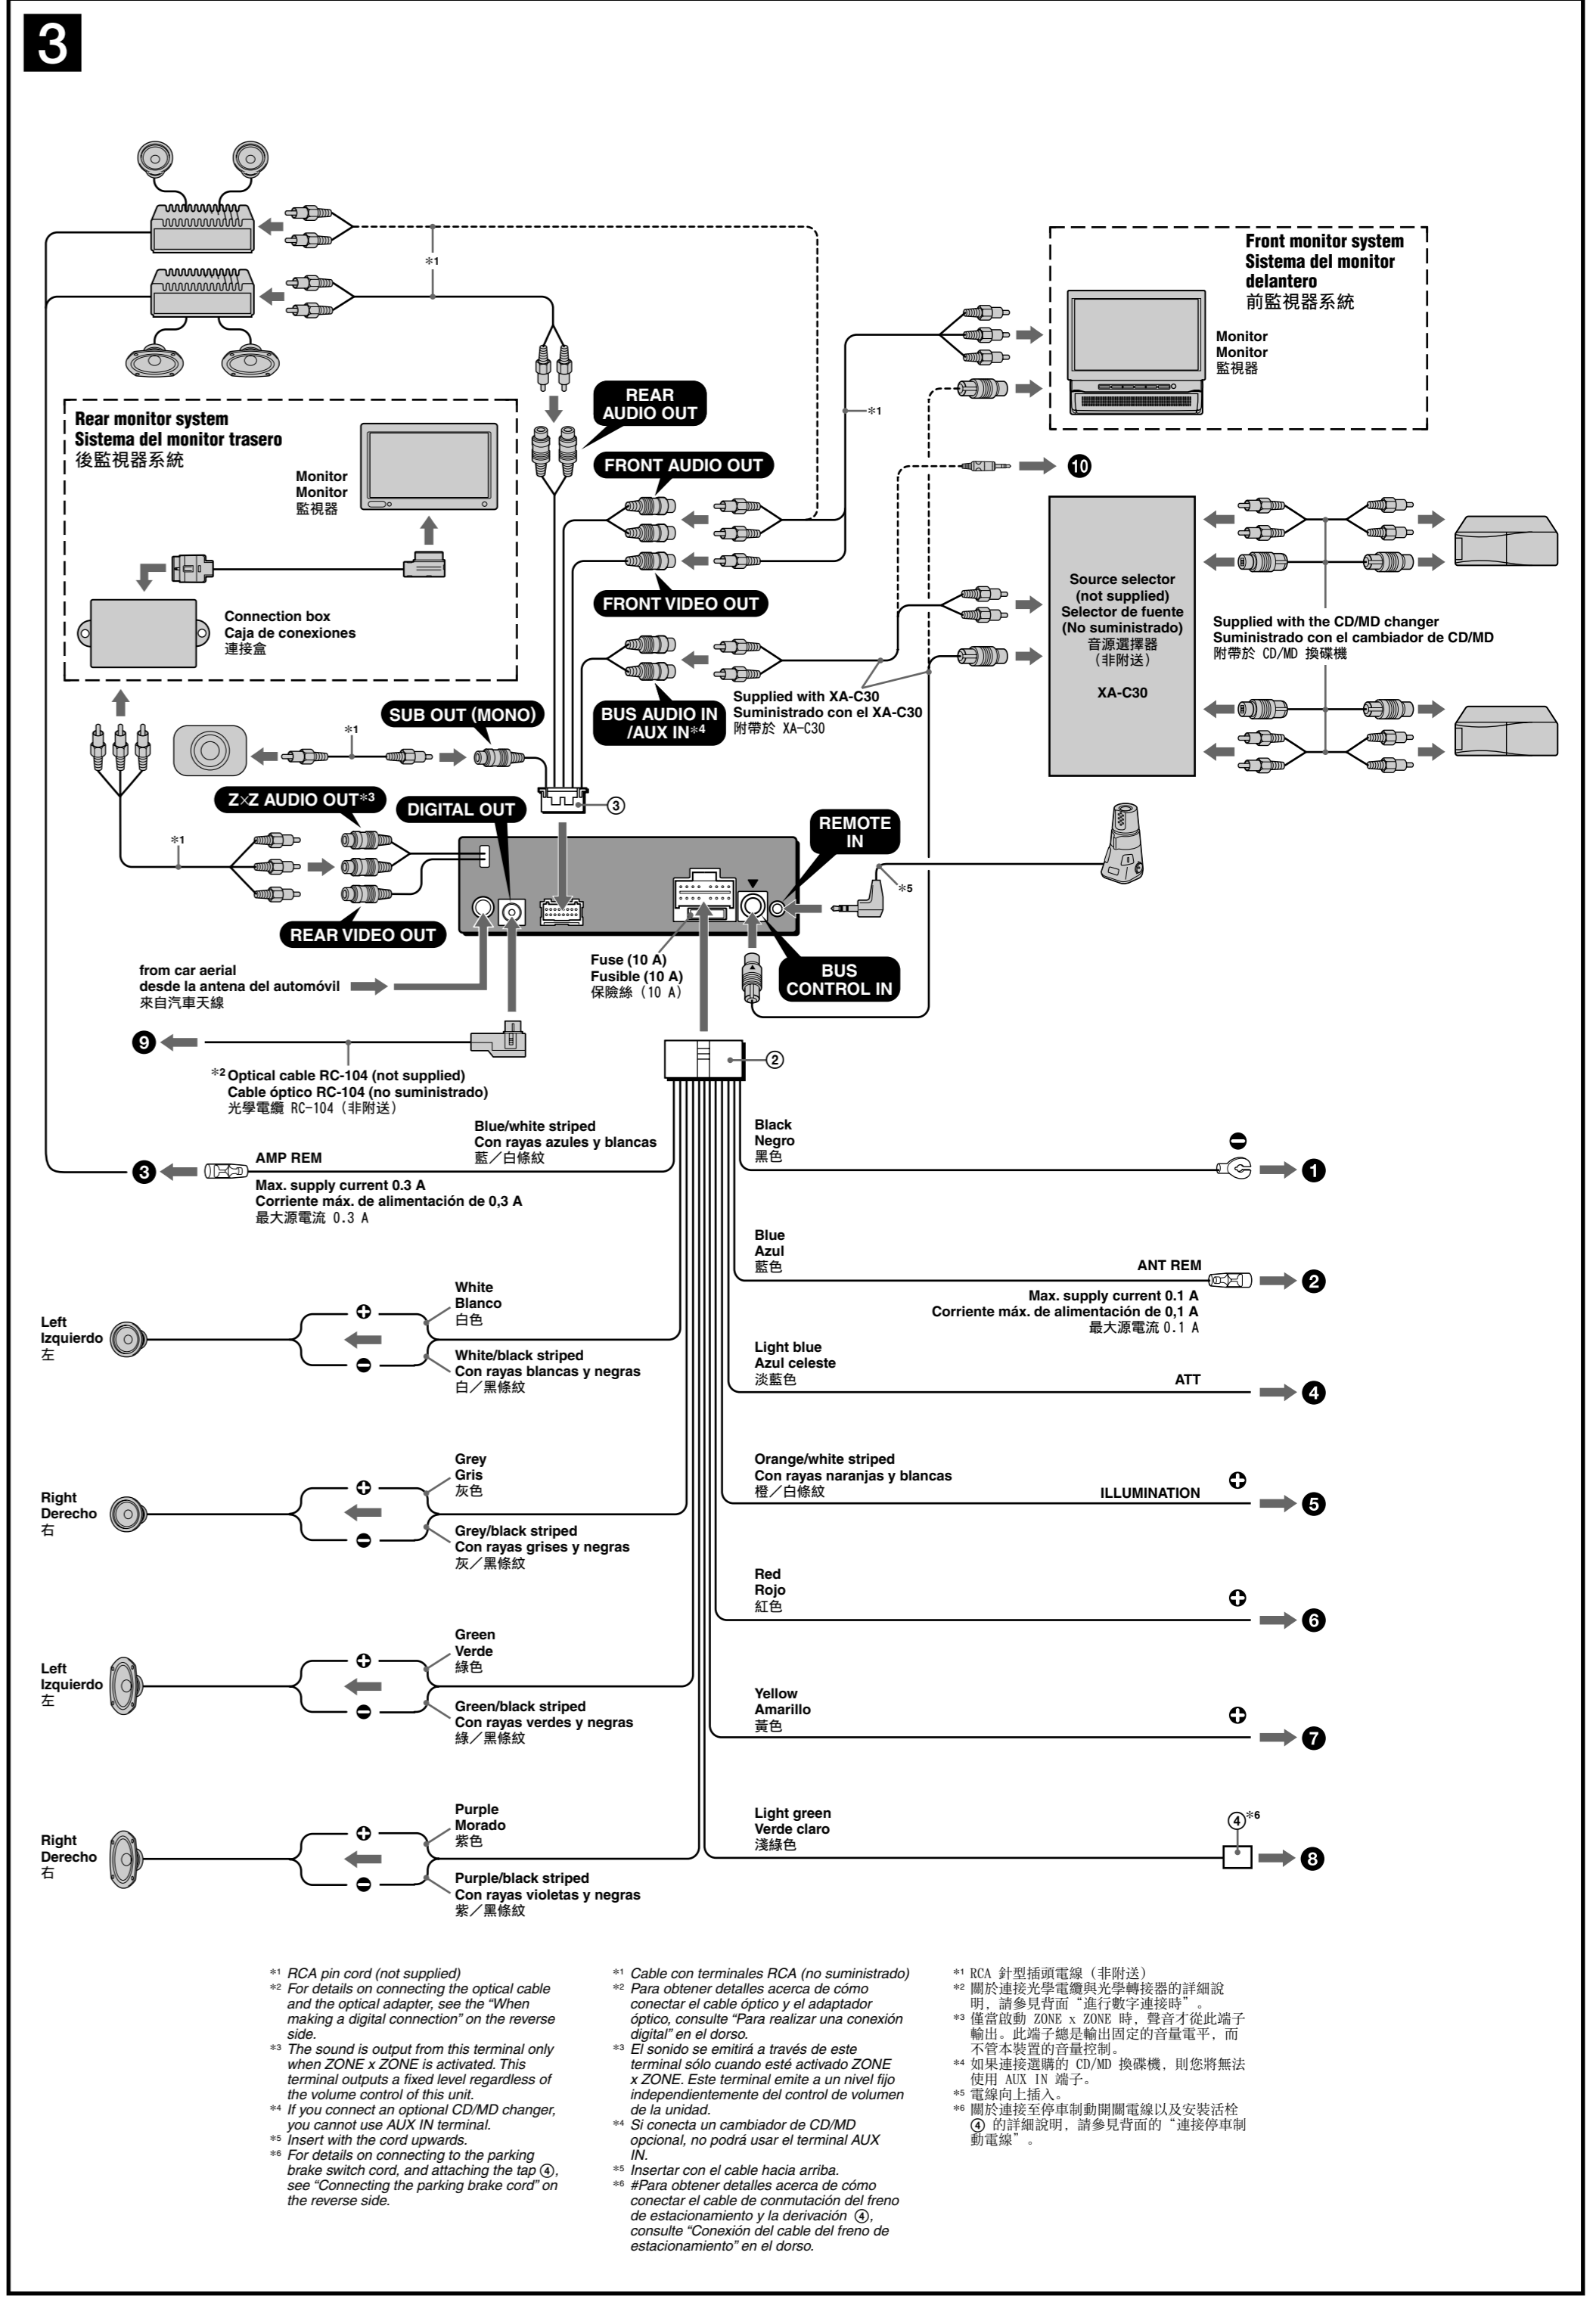 3
*1
Front monitor system
Sistema del monitor
delantero
前監視器系統
Monitor
Monitor
監視器
REAR
AUDIO OUT
*1
Rear monitor system
Sistema del monitor trasero
後監視器系統
Monitor
Monitor
監視器
FRONT AUDIO OUT
10
FRONT VIDEO OUT
Source selector
(not supplied)
Selector de fuente
(No suministrado)
音源選擇器
（非附送）
XA-C30
Supplied with the CD/MD changer
Suministrado con el cambiador de CD/MD
附帶於 CD/MD 換碟機
Connection box
Caja de conexiones
連接盒
BUS AUDIO IN
/AUX IN*4
Supplied with XA-C30
Suministrado con el XA-C30
附帶於 XA-C30
SUB OUT (MONO)
*1
Z×Z AUDIO OUT*3
DIGITAL OUT
③
REMOTE
IN
*1
*5
REAR VIDEO OUT
Fuse (10 A)
Fusible (10 A)
保險絲（10 A）
BUS
CONTROL IN
from car aerial
desde la antena del automóvil
來自汽車天線
9
②
*2 Optical cable RC-104 (not supplied)
Cable óptico RC-104 (no suministrado)
光學電纜 RC-104（非附送）
Blue/white striped
Con rayas azules y blancas
藍／白條紋
AMP REM
3
Max. supply current 0.3 A
Corriente máx. de alimentación de 0,3 A
最大源電流 0.3 A
Black
Negro
黑色
1
Blue
Azul
藍色
ANT REM
2
Max. supply current 0.1 A
Corriente máx. de alimentación de 0,1 A
最大源電流 0.1 A
White
Blanco
白色
Left
Izquierdo
左
White/black striped
Con rayas blancas y negras
白／黑條紋
Light blue
Azul celeste
淡藍色
ATT
4
Grey
Gris
灰色
Right
Derecho
右
Grey/black striped
Con rayas grises y negras
灰／黑條紋
Orange/white striped
Con rayas naranjas y blancas
橙／白條紋
ILLUMINATION
5
Red
Rojo
紅色
6
Green
Verde
綠色
Left
Izquierdo
左
Green/black striped
Con rayas verdes y negras
綠／黑條紋
Yellow
Amarillo
黃色
7
Purple
Morado
紫色
Right
Derecho
右
Purple/black striped
Con rayas violetas y negras
紫／黑條紋
Light green
Verde claro
淺綠色
④*6
8
*1 RCA pin cord (not supplied)
*2 For details on connecting the optical cable
and the optical adapter, see the “When
making a digital connection” on the reverse
side.
*3 The sound is output from this terminal only
when ZONE x ZONE is activated. This
terminal outputs a fixed level regardless of
the volume control of this unit.
*4 If you connect an optional CD/MD changer,
you cannot use AUX IN terminal.
*5 Insert with the cord upwards.
*6 For details on connecting to the parking
brake switch cord, and attaching the tap ④,
see “Connecting the parking brake cord” on
the reverse side.
*1 Cable con terminales RCA (no suministrado)
*2 Para obtener detalles acerca de cómo
conectar el cable óptico y el adaptador
óptico, consulte “Para realizar una conexión
digital” en el dorso.
*3 El sonido se emitirá a través de este
terminal sólo cuando esté activado ZONE
x ZONE. Este terminal emite a un nivel fijo
independientemente del control de volumen
de la unidad.
*4 Si conecta un cambiador de CD/MD
opcional, no podrá usar el terminal AUX
IN.
*5 Insertar con el cable hacia arriba.
*6 #Para obtener detalles acerca de cómo
conectar el cable de conmutación del freno
de estacionamiento y la derivación ④,
consulte “Conexión del cable del freno de
estacionamiento” en el dorso.
*1 RCA 針型插頭電線（非附送）
*2 關於連接光學電纜與光學轉接器的詳細說
明，請參見背面“進行數字連接時”。
*3 僅當啟動 ZONE x ZONE 時，聲音才從此端子
輸出。此端子總是輸出固定的音量電平，而
不管本裝置的音量控制。
*4 如果連接選購的 CD/MD 換碟機，則您將無法
使用 AUX IN 端子。
*5 電線向上插入。
*6 關於連接至停車制動開關電線以及安裝活栓
④ 的詳細說明，請參見背面的“連接停車制
動電線”。